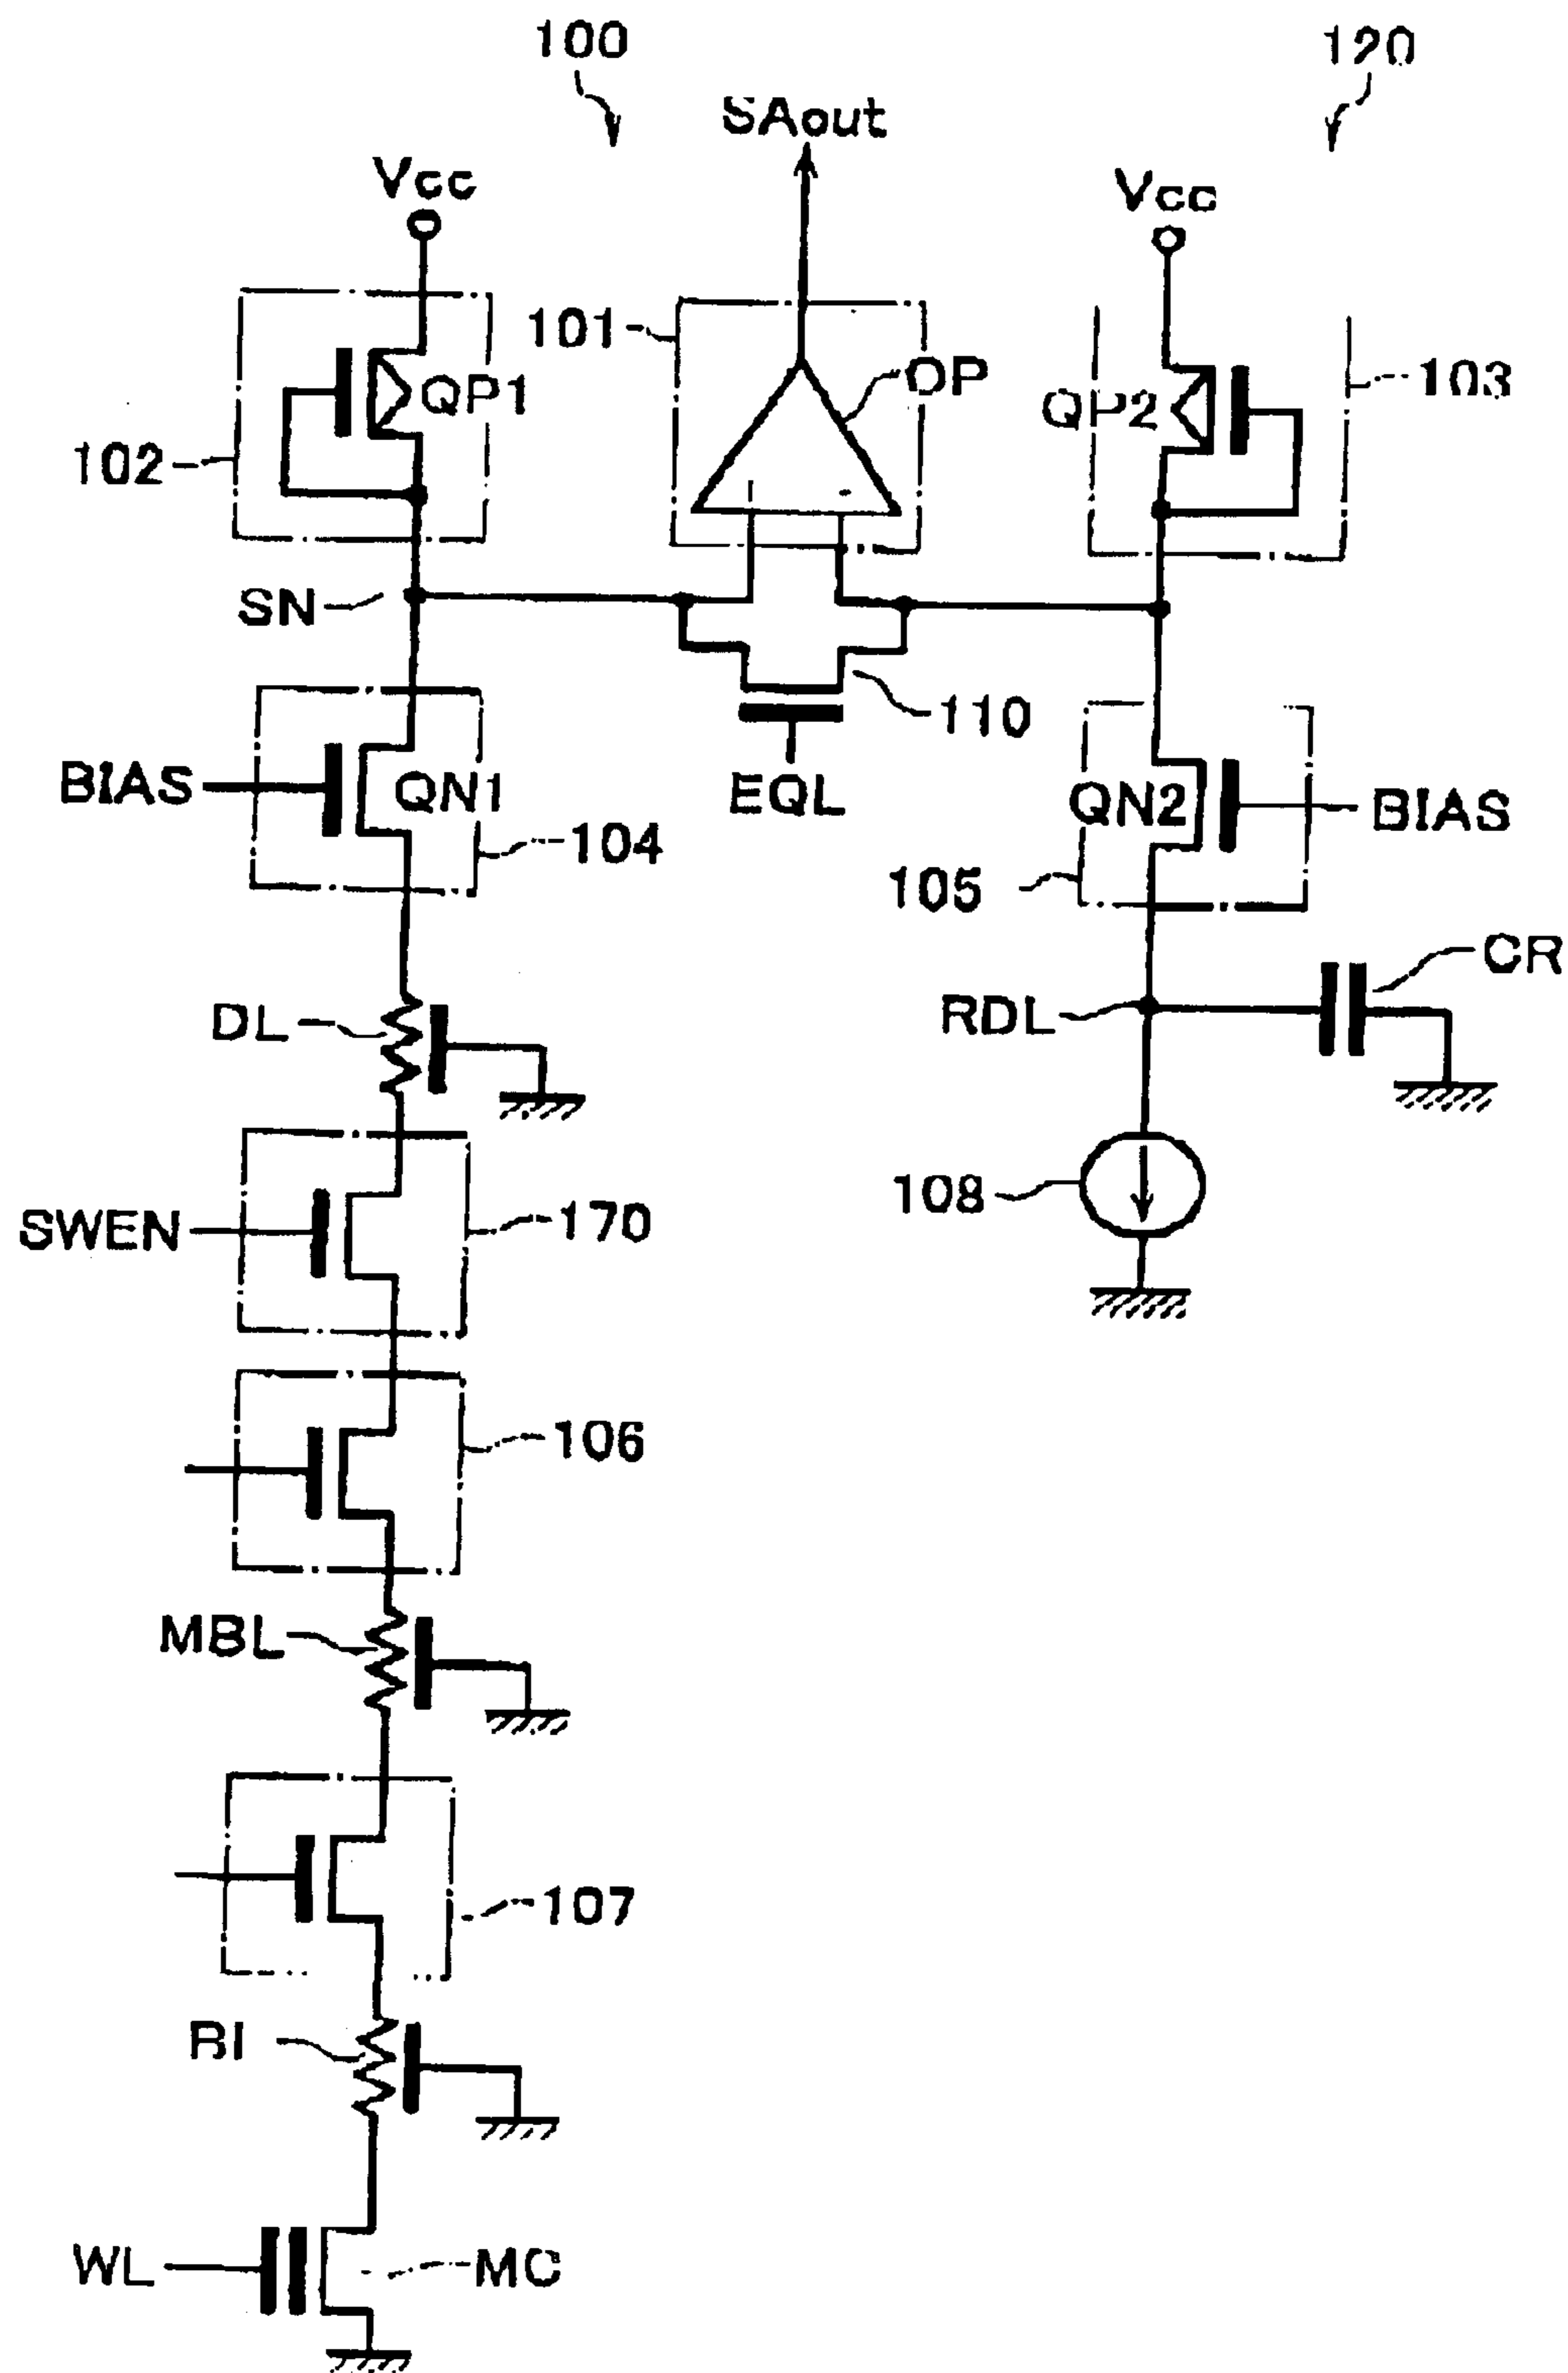 100
120
SAout
Vcc
Vcc
101
OP
QP1
QP2
103
102
SN
110
BIAS
QN1
EQL
QN2
BIAS
104
105
CR
DL
RDL
SWEN
170
108
106
MBL
107
WL
MC